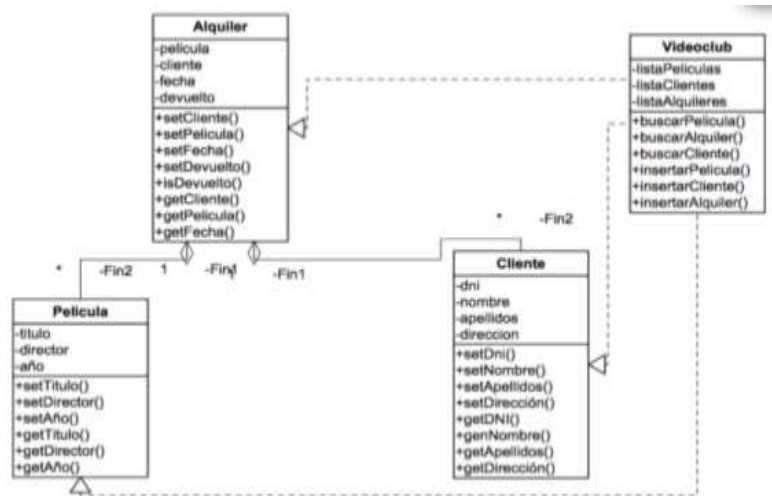 Alquiler
-pelicula
-cliente
-fecha
-devuelto
+setCliente()
+setPelicula()
+setFecha()
+setDevuelto()
+isDevuelto()
+getCliente()
+getPelicula()
+getFecha()
Videoclub
-listaPeliculas
-listaClientes
-listaAlquileres
+buscarPelicula()
+buscarAlquiler()
+buscarCliente()
+insertarPelicula()
+insertarCliente()
+insertarAlquiler()
* -Fin2 1 -Fin1 1 -Fin1
* -Fin2
Pelicula
-titulo
-director
-año
+setTitulo()
+setDirector()
+setAño()
+getTitulo()
+getDirector()
+getAño()
Cliente
-dni
-nombre
-apellidos
-direccion
+setDni()
+setNombre()
+setApellidos()
+setDirección()
+getDNI()
+genNombre()
+getApellidos()
+getDirección()